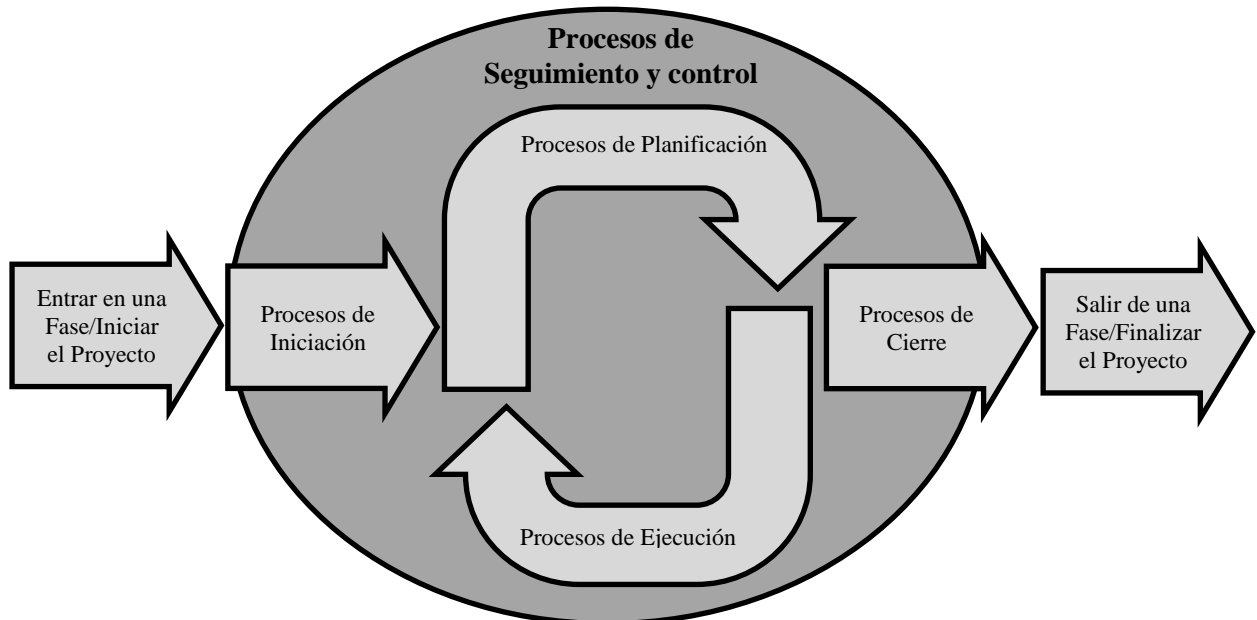 Procesos de
Seguimiento y control
Procesos de Planificación
Entrar en una
Fase/Iniciar
el Proyecto
Procesos de
Iniciación
Procesos de
Cierre
Salir de una
Fase/Finalizar
el Proyecto
Procesos de Ejecución